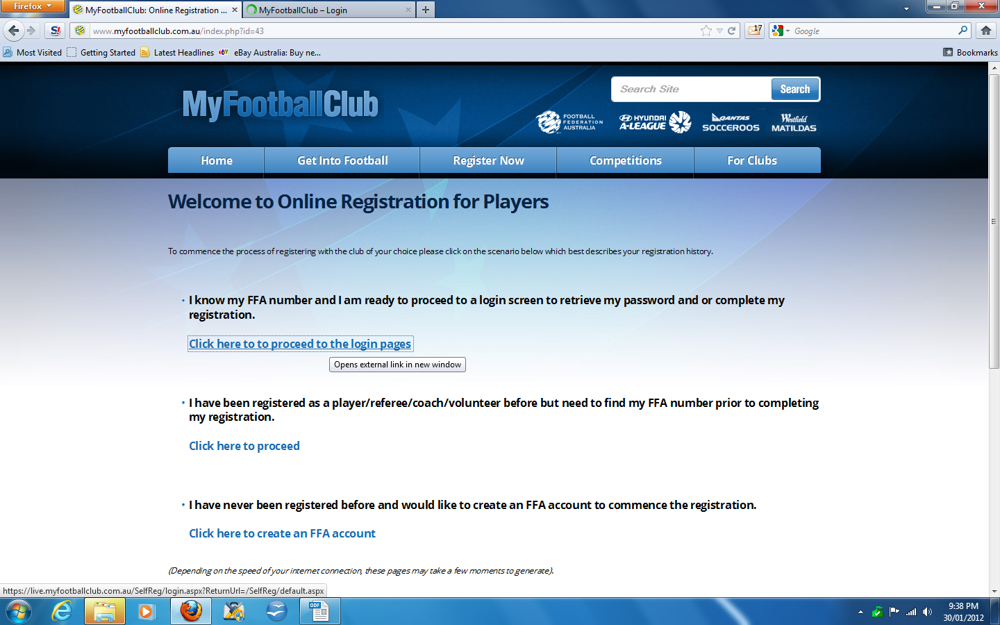 Firefox
MyFootballClub: Online Registration ...
MyFootballClub – Login
www.myfootballclub.com.au/index.php?id=43
17
Google
Most Visited
Getting Started
Latest Headlines
eBay Australia: Buy ne...
Bookmarks
MyFootballClub
Search Site
Search
FOOTBALL
FEDERATION
AUSTRALIA
HYUNDAI
A-LEAGUE
QANTAS
SOCCEROOS
Westfield
MATILDAS
Home
Get Into Football
Register Now
Competitions
For Clubs
Welcome to Online Registration for Players
To commence the process of registering with the club of your choice please click on the scenario below which best describes your registration history.
I know my FFA number and I am ready to proceed to a login screen to retrieve my password and or complete my
registration.
Click here to to proceed to the login pages
Opens external link in new window
I have been registered as a player/referee/coach/volunteer before but need to find my FFA number prior to completing
my registration.
Click here to proceed
I have never been registered before and would like to create an FFA account to commence the registration.
Click here to create an FFA account
(Depending on the speed of your internet connection, these pages may take a few moments to generate).
https://live.myfootballclub.com.au/SelfReg/login.aspx?ReturnUrl=/SelfReg/default.aspx
ODF
9:38 PM
30/01/2012